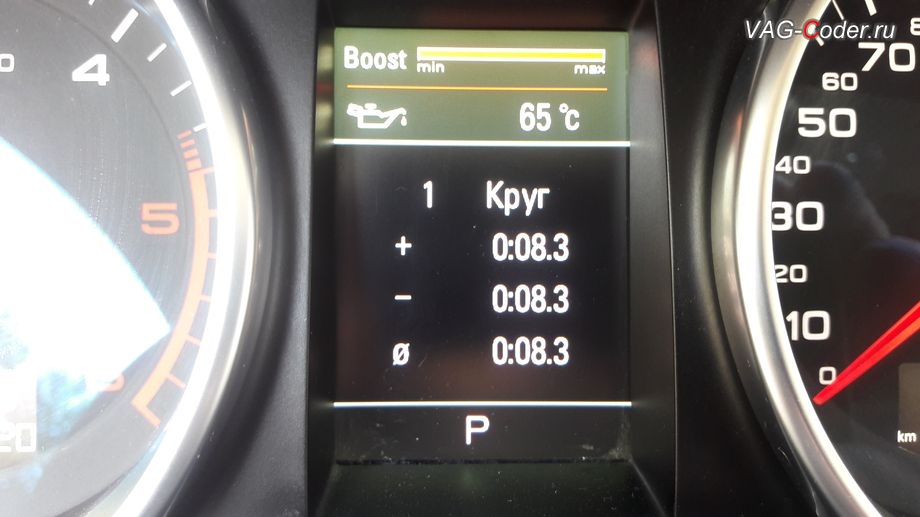 VAG-Coder.ru
Boost
min max
65 °c
1 Круг
+ 0:08.3
− 0:08.3
ø 0:08.3
P
4
5
70
60
50
40
30
20
10
0
km